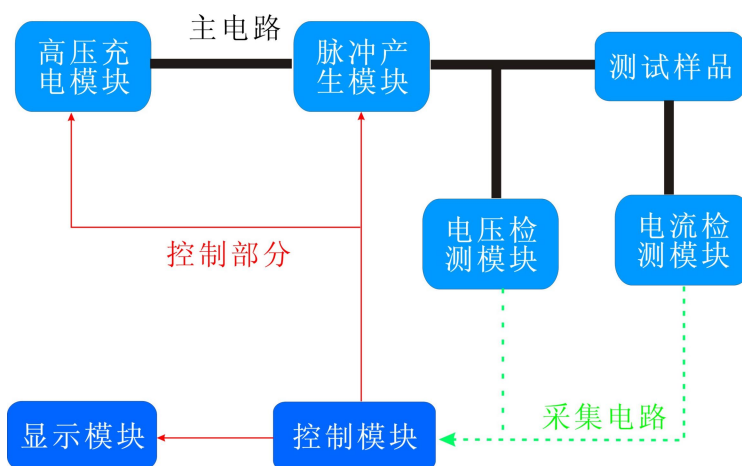 主电路
高压充
电模块
脉冲产
生模块
测试样品
电压检
测模块
电流检
测模块
控制部分
采集电路
显示模块
控制模块